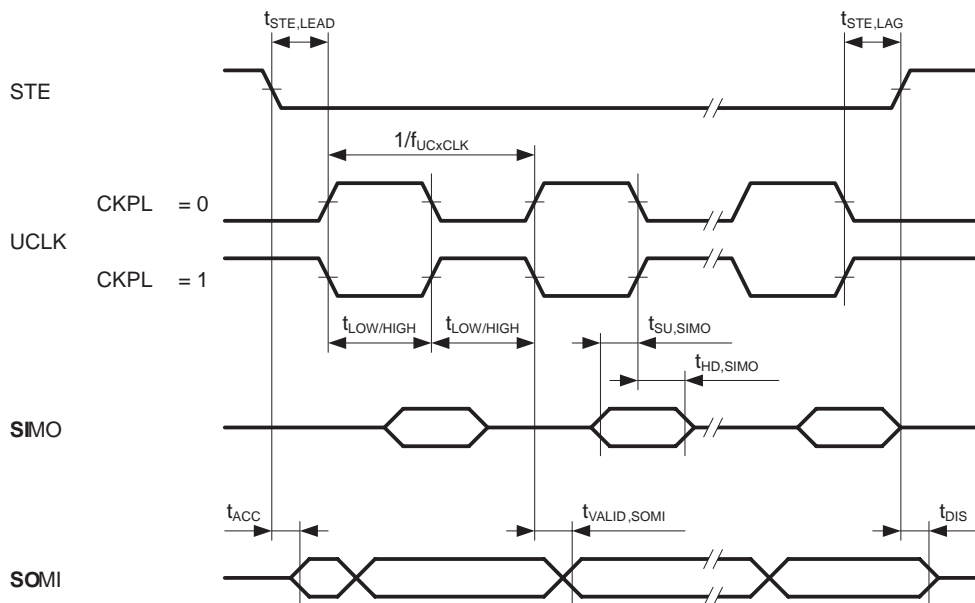 tSTE,LEAD
tSTE,LAG
STE
1/fUCxCLK
CKPL = 0
UCLK
CKPL = 1
tLOW/HIGH
tLOW/HIGH
tSU,SIMO
tHD,SIMO
SIMO
tACC
tVALID,SOMI
tDIS
SOMI